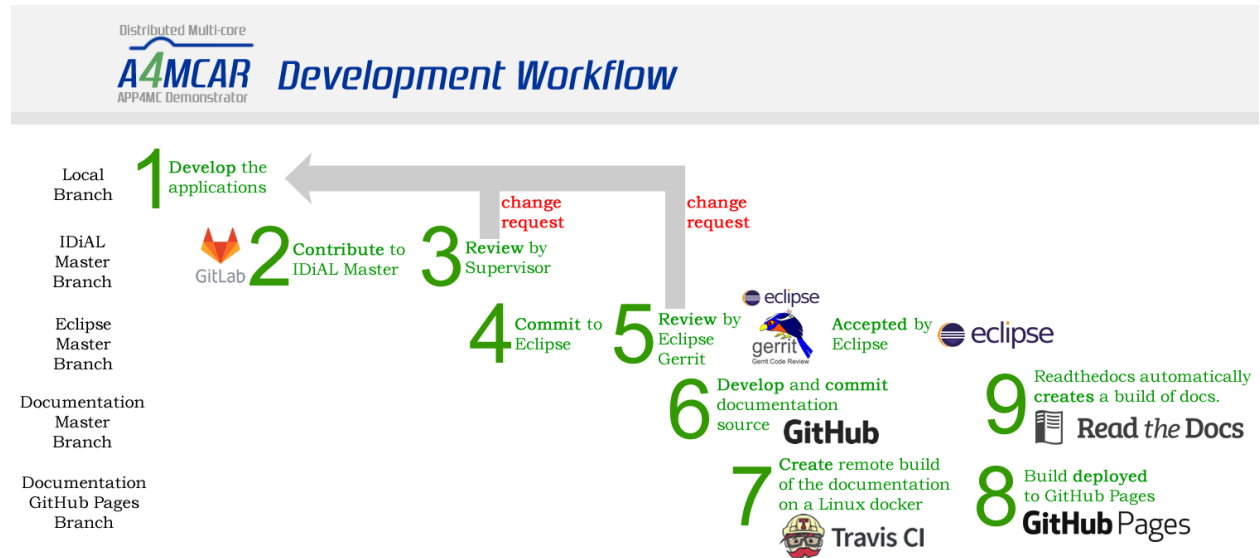 Distributed Multi-core
A4MCAR
APP4MC Demonstrator
Development Workflow
Local
Branch
1
Develop the
applications
change
request
change
request
IDiAL
Master
Branch
GitLab
2
Contribute to
IDiAL Master
3
Review by
Supervisor
Eclipse
Master
Branch
4
Commit to
Eclipse
5
Review by
Eclipse
Gerrit
eclipse
gerrit
Gerrit Code Review
Accepted by
Eclipse
eclipse
Documentation
Master
Branch
6
Develop and commit
documentation
source
GitHub
9
Readthedocs automatically
creates a build of docs.
Read the Docs
Documentation
GitHub Pages
Branch
7
Create remote build
of the documentation
on a Linux docker
T
Travis CI
8
Build deployed
to GitHub Pages
GitHub Pages